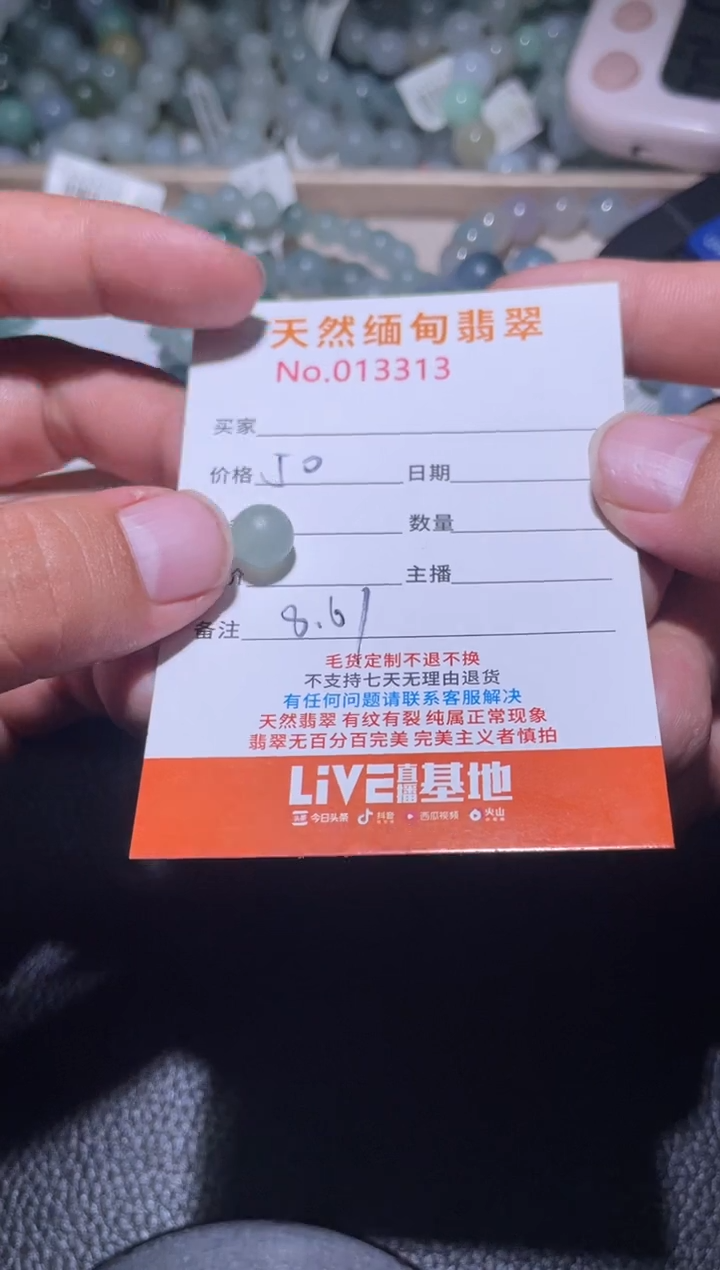 天然缅甸翡翠
No.013313
买家
价格 50 日期
数量
价 主播
备注 8.61
毛货定制不退不换
不支持七天无理由退货
有任何问题请联系客服解决
天然翡翠 有纹有裂 纯属正常现象
翡翠无百分百完美 完美主义者慎拍
LiVE直播基地
今日头条 抖音 西瓜视频 火山